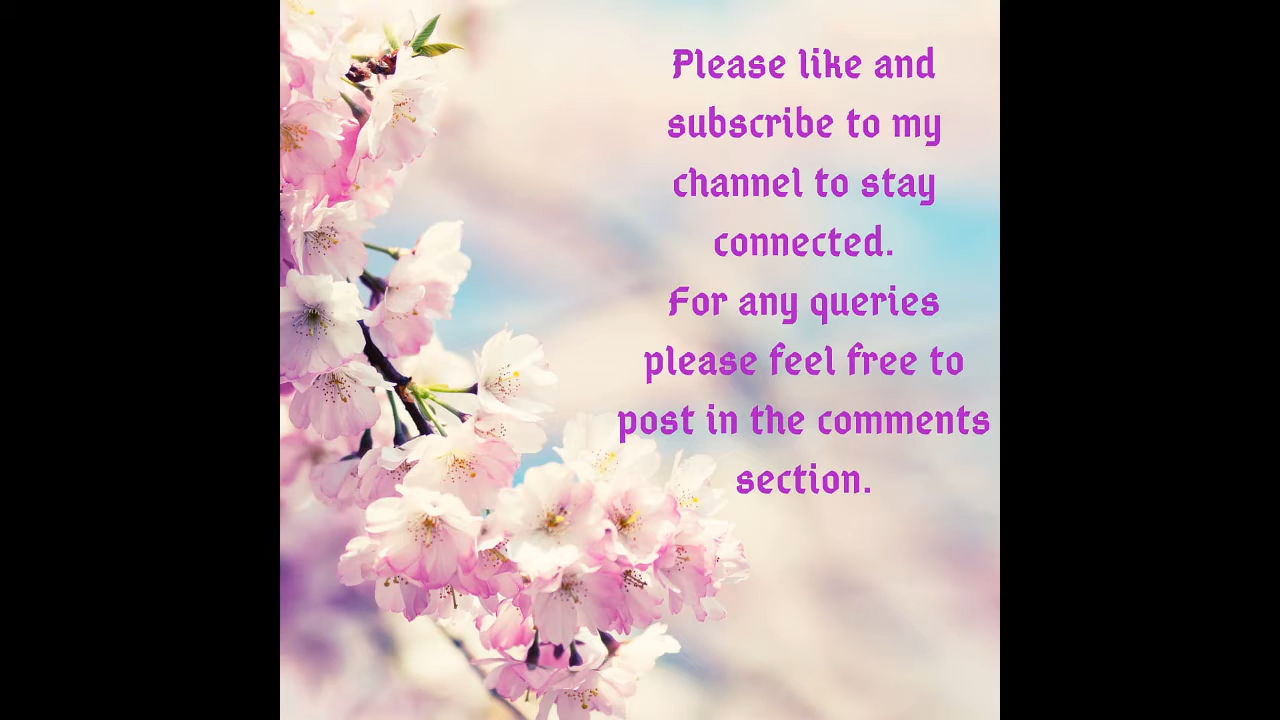 Please like and
subscribe to my
channel to stay
connected.
For any queries
please feel free to
post in the comments
section.